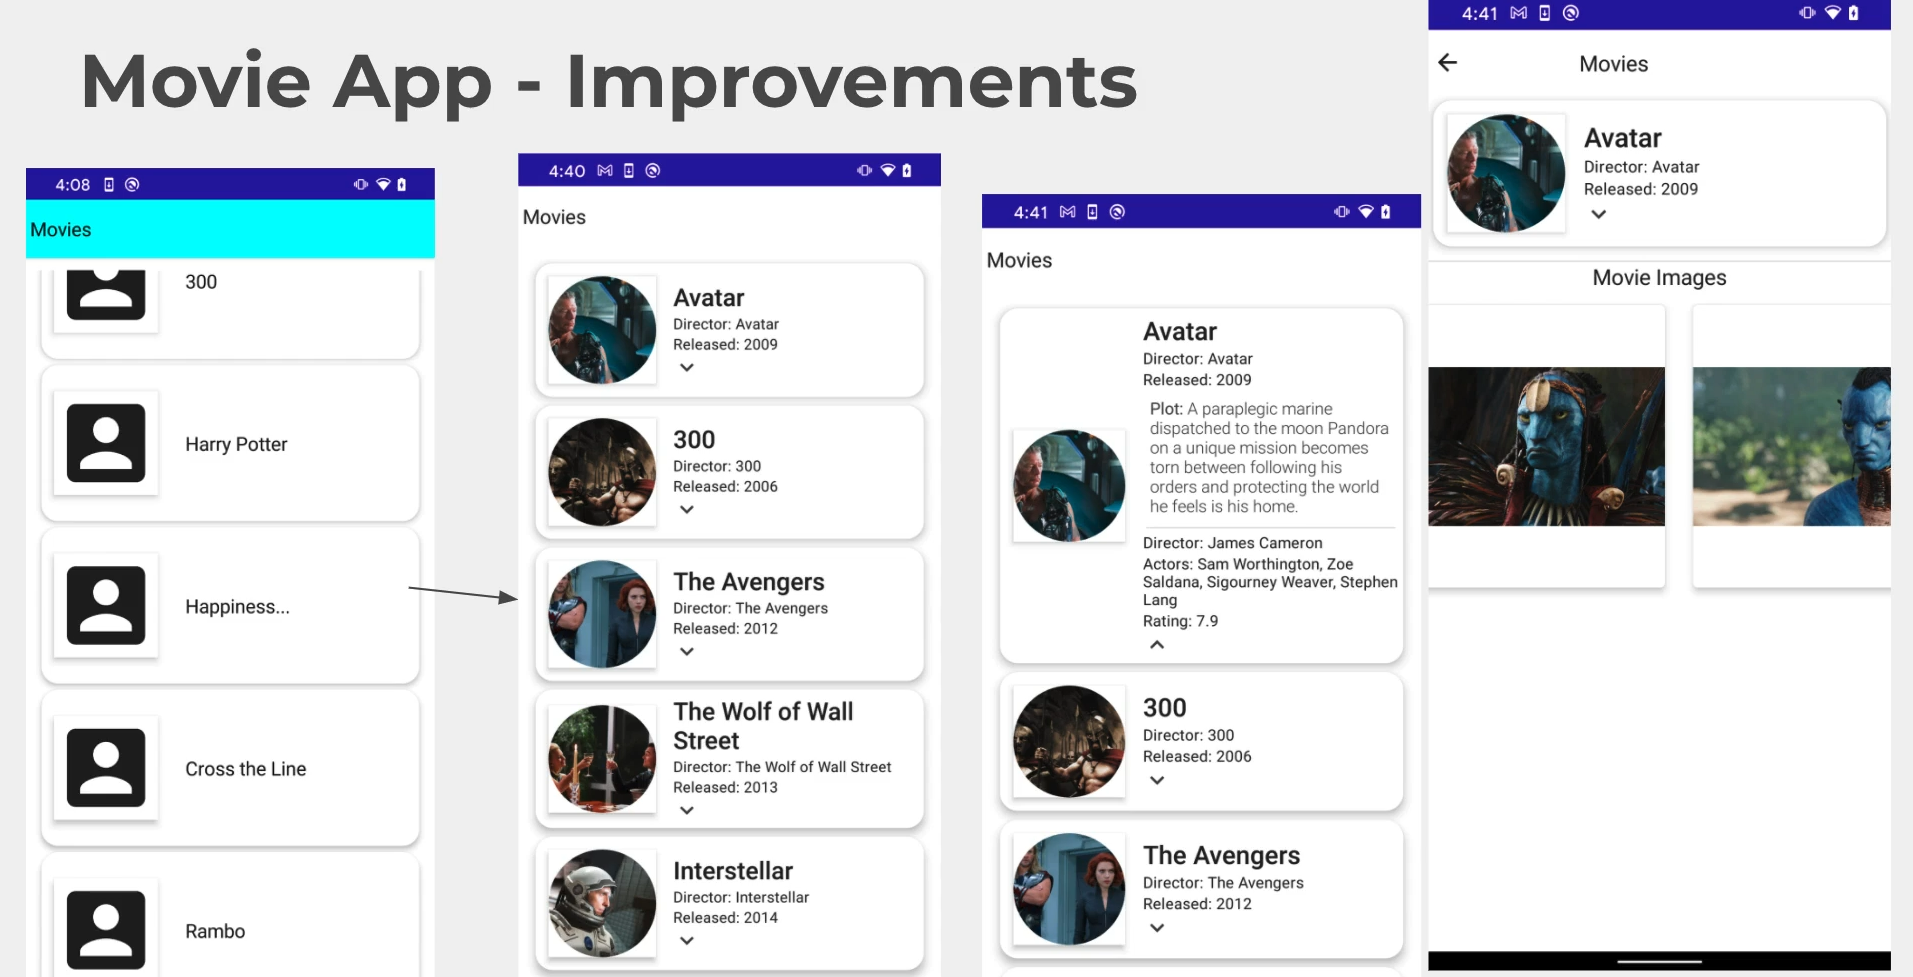 Movie App - Improvements
4:08
Movies
300
Harry Potter
Happiness...
Cross the Line
Rambo
4:40
Movies
Avatar
Director: Avatar
Released: 2009
300
Director: 300
Released: 2006
The Avengers
Director: The Avengers
Released: 2012
The Wolf of Wall
Street
Director: The Wolf of Wall Street
Released: 2013
Interstellar
Director: Interstellar
Released: 2014
4:41
Movies
Avatar
Director: Avatar
Released: 2009
Plot: A paraplegic marine
dispatched to the moon Pandora
on a unique mission becomes
torn between following his
orders and protecting the world
he feels is his home.
Director: James Cameron
Actors: Sam Worthington, Zoe
Saldana, Sigourney Weaver, Stephen
Lang
Rating: 7.9
300
Director: 300
Released: 2006
The Avengers
Director: The Avengers
Released: 2012
4:41
Movies
Avatar
Director: Avatar
Released: 2009
Movie Images